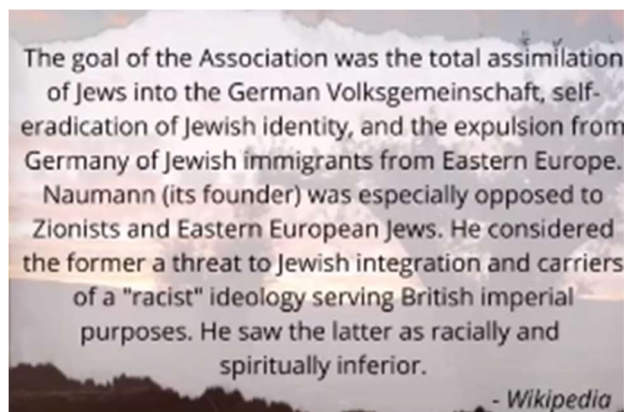 The goal of the Association was the total assimilation
of Jews into the German Volksgemeinschaft, self-
eradication of Jewish identity, and the expulsion from
Germany of Jewish immigrants from Eastern Europe.
Naumann (its founder) was especially opposed to
Zionists and Eastern European Jews. He considered
the former a threat to Jewish integration and carriers
of a "racist" ideology serving British imperial
purposes. He saw the latter as racially and
spiritually inferior.
- Wikipedia